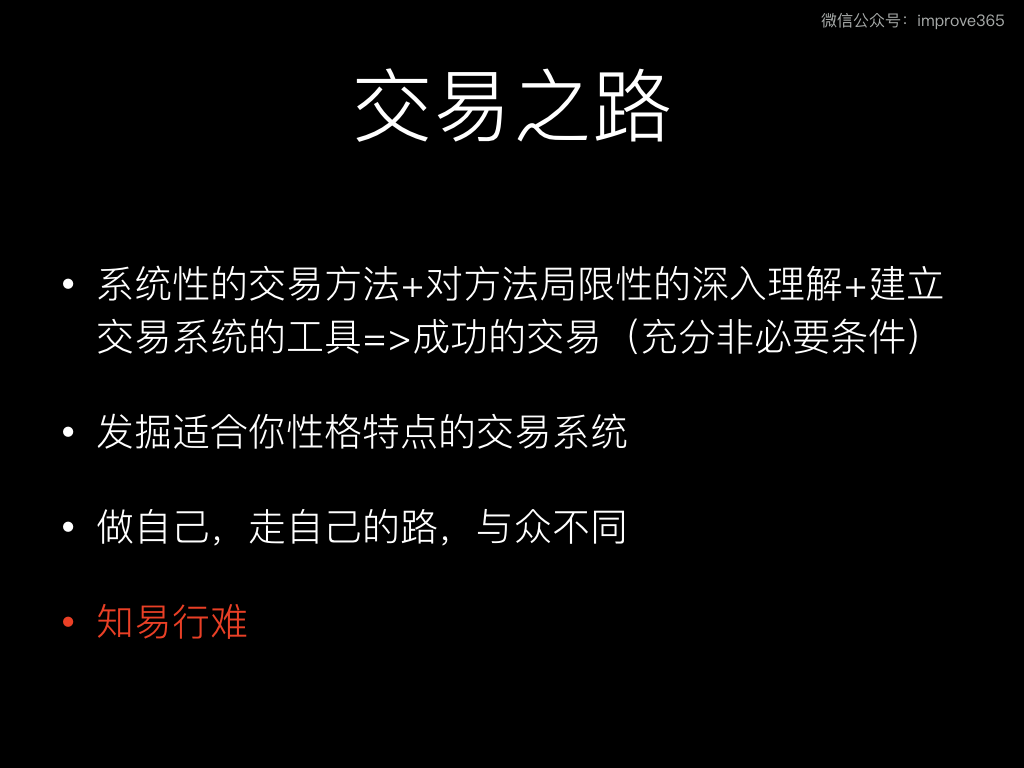 微信公众号：improve365
交易之路
• 系统性的交易方法+对方法局限性的深入理解+建立
交易系统的工具=>成功的交易（充分非必要条件）
• 发掘适合你性格特点的交易系统
• 做自己，走自己的路，与众不同
• 知易行难